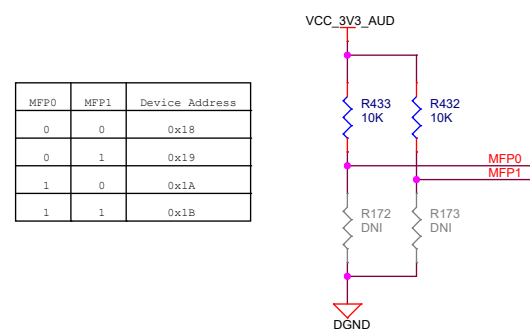 VCC_3V3_AUD
MFP0 MFP1 Device Address
0 0 0x18
0 1 0x19
1 0 0x1A
1 1 0x1B
R433 R432
10K 10K
MFP0
MFP1
R172 R173
DNI DNI
DGND